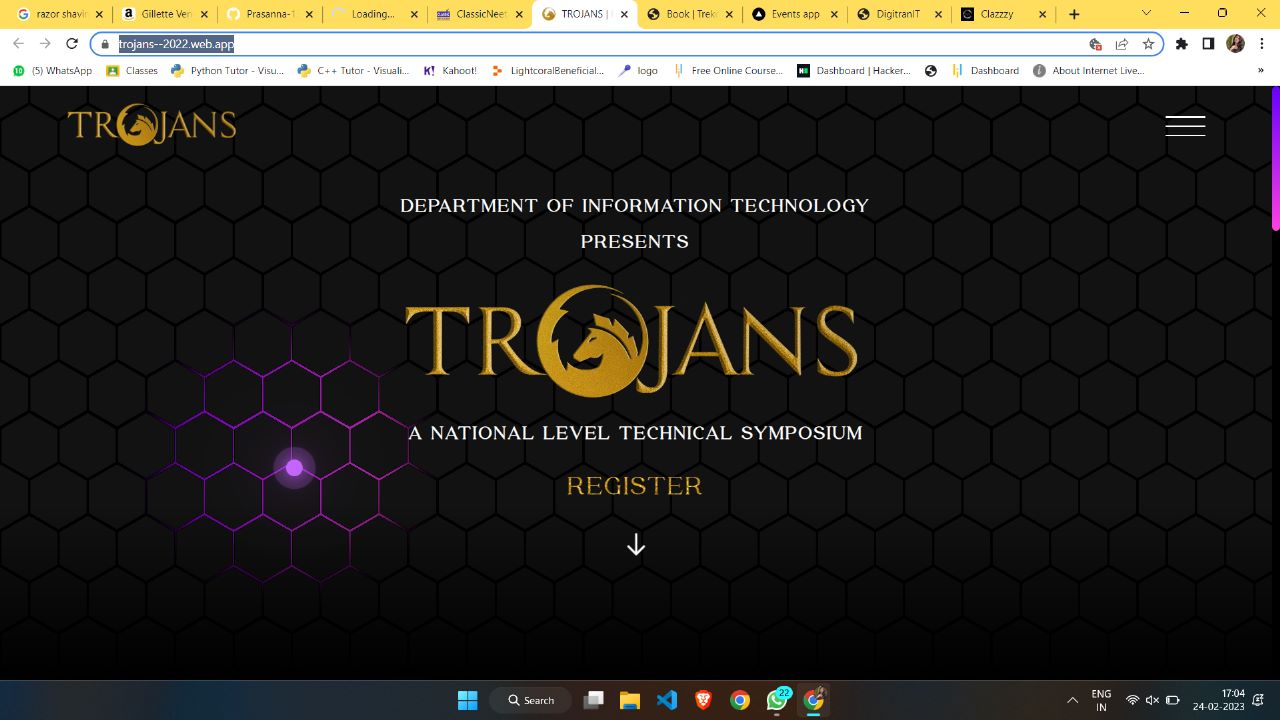 razor shavin
Gillette Ven
Prasanna-1
Loading...
ClassicNeet
TROJANS |
Book | Trek
Events app
DigitranIT
Clazzzy
trojans--2022.web.app
(5) WhatsApp
Classes
Python Tutor - Visu...
C++ Tutor - Visuali...
Kahoot!
LightsaltsBeneficial...
logo
Free Online Course...
Dashboard | Hacker...
Dashboard
About Internet Live...
»
TROJANS
DEPARTMENT OF INFORMATION TECHNOLOGY
PRESENTS
TROJANS
A NATIONAL LEVEL TECHNICAL SYMPOSIUM
REGISTER
Search
22
ENG
IN
17:04
24-02-2023